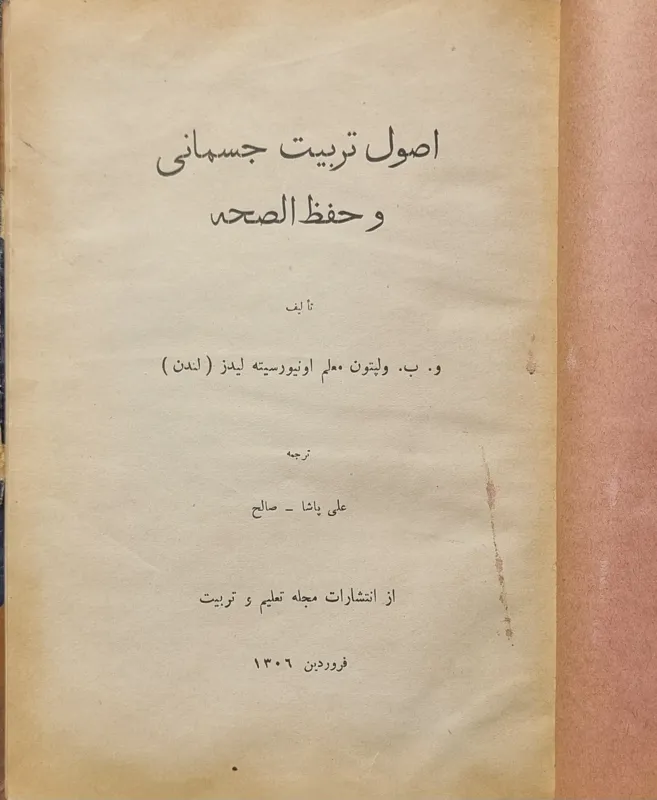 اصول تربیت جسمانی
و حفظ الصحه
تألیف
و. ب. ولپتون معلم اونیورسیته لیدز ( لندن )
ترجمه
علی پاشا ـ صالح
از انتشارات مجله تعلیم و تربیت
فروردین ۱۳۰۶